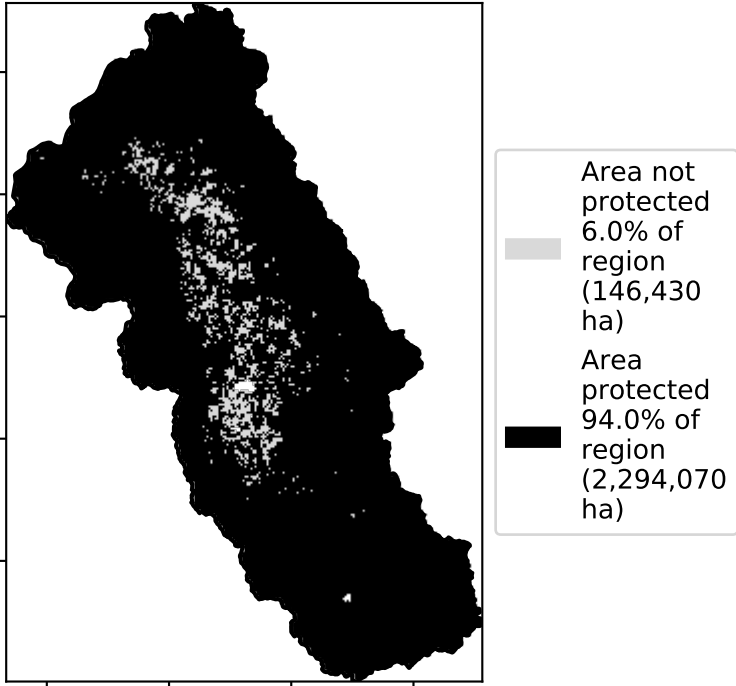 Area not
protected
6.0% of
region
(146,430
ha)
Area
protected
94.0% of
region
(2,294,070
ha)